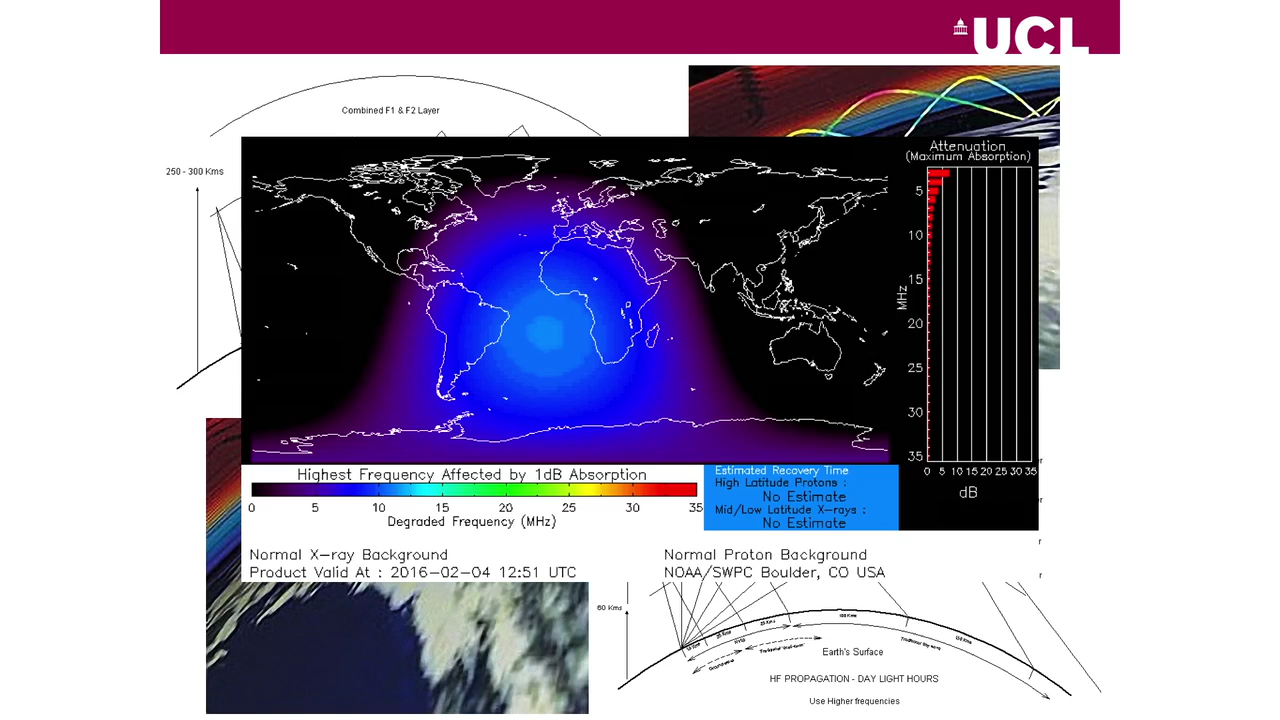 UCL
Combined F1 & F2 Layer
250 - 300 Kms
Attenuation
(Maximum Absorption)
5
10
15
20
25
30
35
MHz
0 5 10 15 20 25 30 35
dB
Highest Frequency Affected by 1dB Absorption
0 5 10 15 20 25 30 35
Degraded Frequency (MHz)
Estimated Recovery Time
High Latitude Protons :
No Estimate
Mid/Low Latitude X-rays :
No Estimate
Normal X-ray Background
Product Valid At : 2016-02-04 12:51 UTC
Normal Proton Background
NOAA/SWPC Boulder, CO USA
60 Kms
Earth's Surface
HF PROPAGATION - DAY LIGHT HOURS
Use Higher frequencies